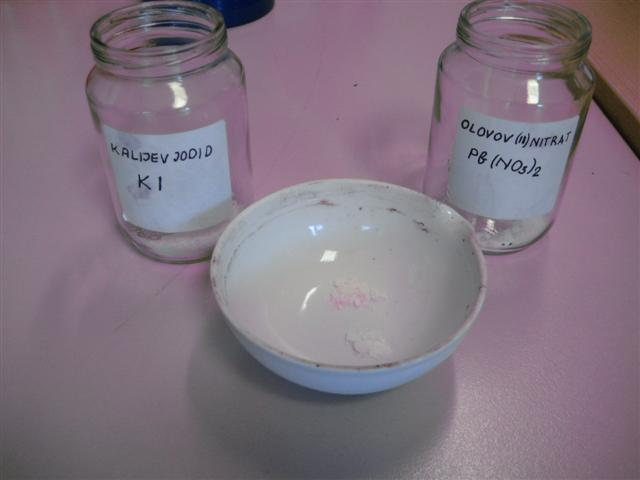 KALIJEV JODID
KI
OLOVOV (II) NITRAT
PB (NO3)2